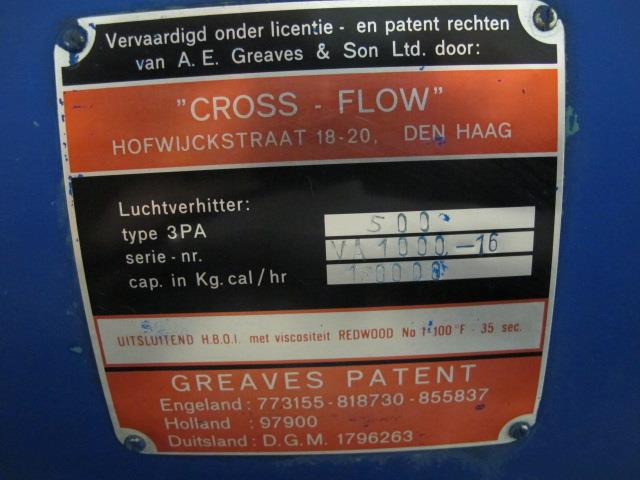 Vervaardigd onder licentie - en patent rechten
van A. E. Greaves & Son Ltd. door:
"CROSS - FLOW"
HOFWIJCKSTRAAT 18-20, DEN HAAG
Luchtverhitter:
type 3PA 500
serie - nr. VA 1000 - 16
cap. in Kg. cal / hr
UITSLUITEND H.B.O.I. met viscositeit REDWOOD No 1-100 °F - 35 sec.
GREAVES PATENT
Engeland : 773155 - 818730 - 855837
Holland : 97900
Duitsland : D.G.M. 1796263